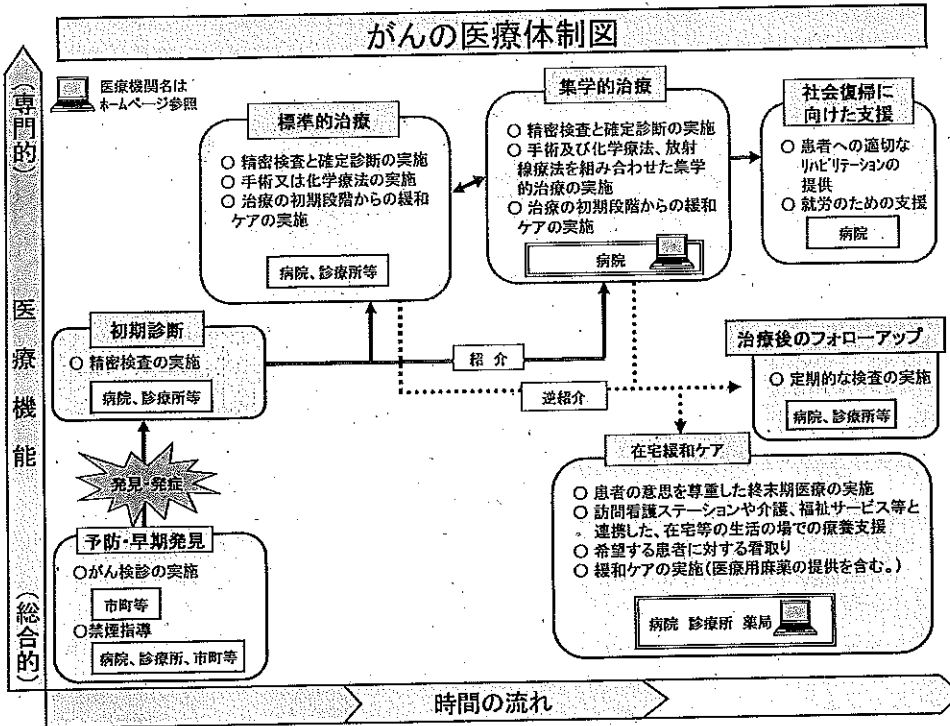 がんの医療体制図
医療機関名は
ホームページ参照
(専門的)
医療機能
(総合的)
標準的治療
○ 精密検査と確定診断の実施
○ 手術又は化学療法の実施
○ 治療の初期段階からの緩和
ケアの実施
病院、診療所等
集学的治療
○ 精密検査と確定診断の実施
○ 手術及び化学療法、放射
線療法を組み合わせた集学
的治療の実施
○ 治療の初期段階からの緩和
ケアの実施
病院
社会復帰に
向けた支援
○ 患者への適切な
リハビリテーションの
提供
○ 就労のための支援
病院
初期診断
○ 精密検査の実施
病院、診療所等
紹介
逆紹介
治療後のフォローアップ
○ 定期的な検査の実施
病院、診療所等
発見・発症
予防・早期発見
○がん検診の実施
市町等
○禁煙指導
病院、診療所、市町等
在宅緩和ケア
○ 患者の意思を尊重した終末期医療の実施
○ 訪問看護ステーションや介護、福祉サービス等と
連携した、在宅等の生活の場での療養支援
○ 希望する患者に対する看取り
○ 緩和ケアの実施(医療用麻薬の提供を含む。)
病院 診療所 薬局
時間の流れ